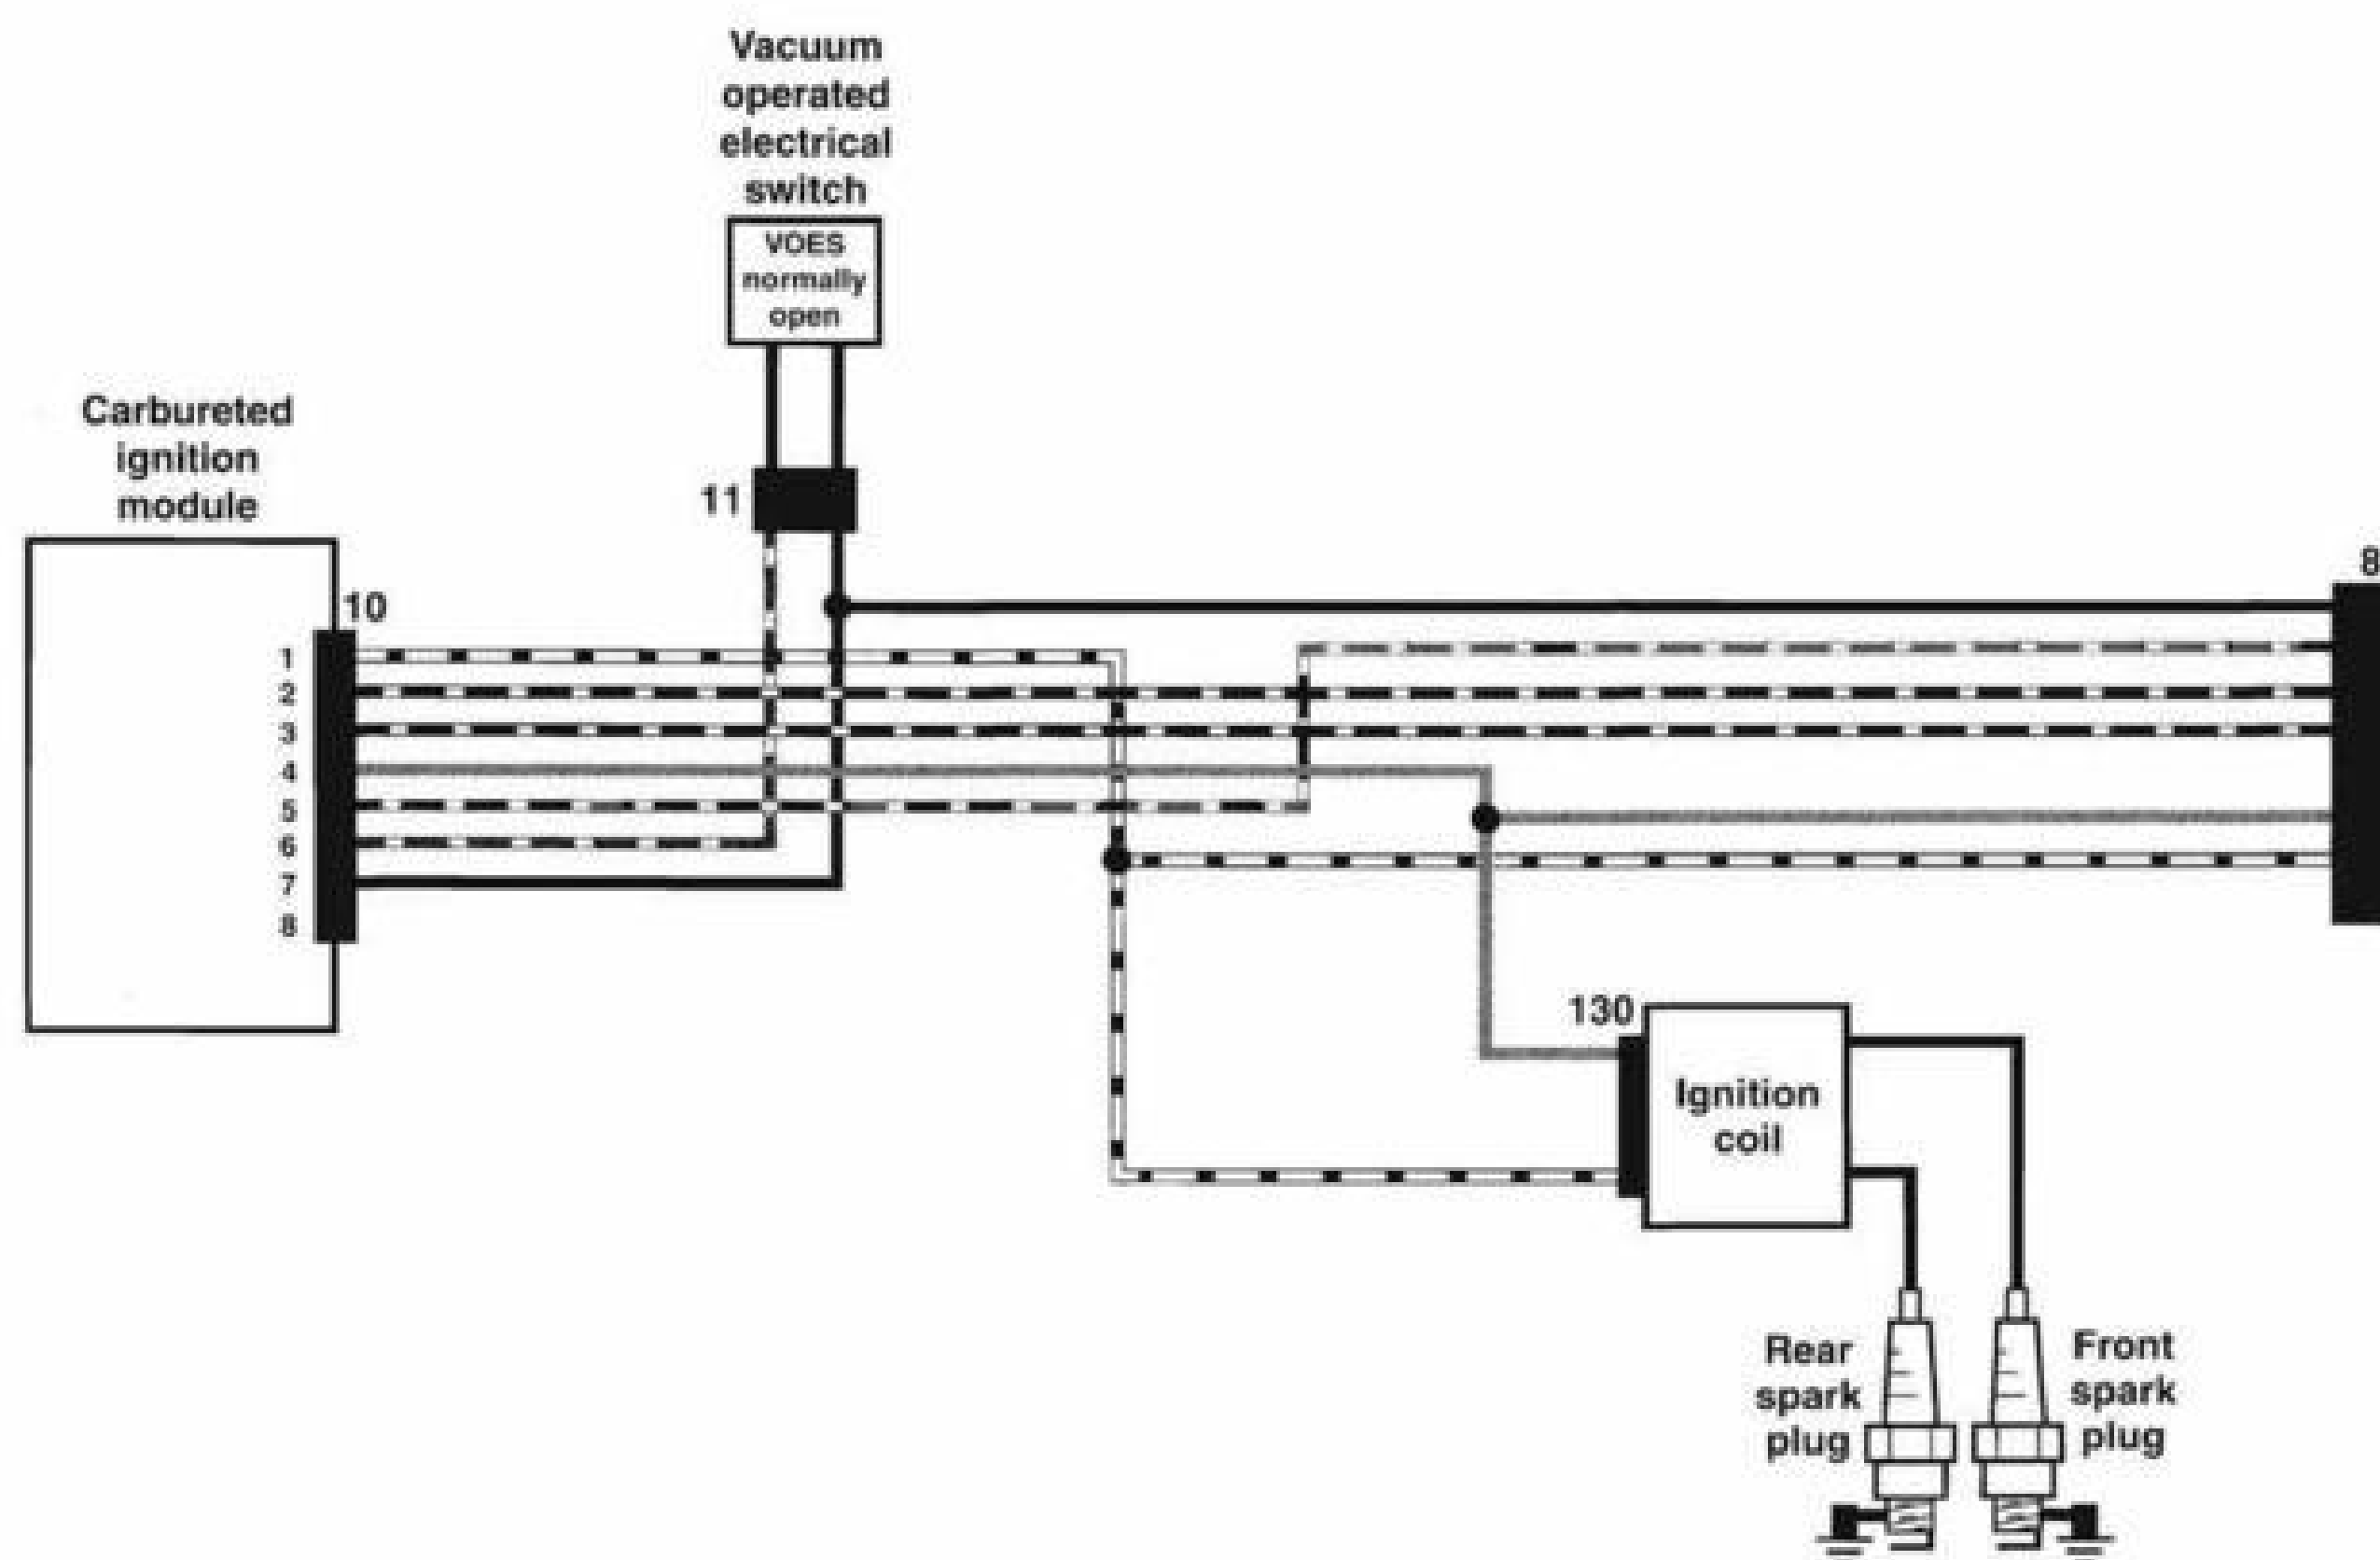 Vacuum
operated
electrical
switch
VOES
normally
open
11
Carbureted
ignition
module
10
1
2
3
4
5
6
7
8
8
130
Ignition
coil
Rear
spark
plug
Front
spark
plug